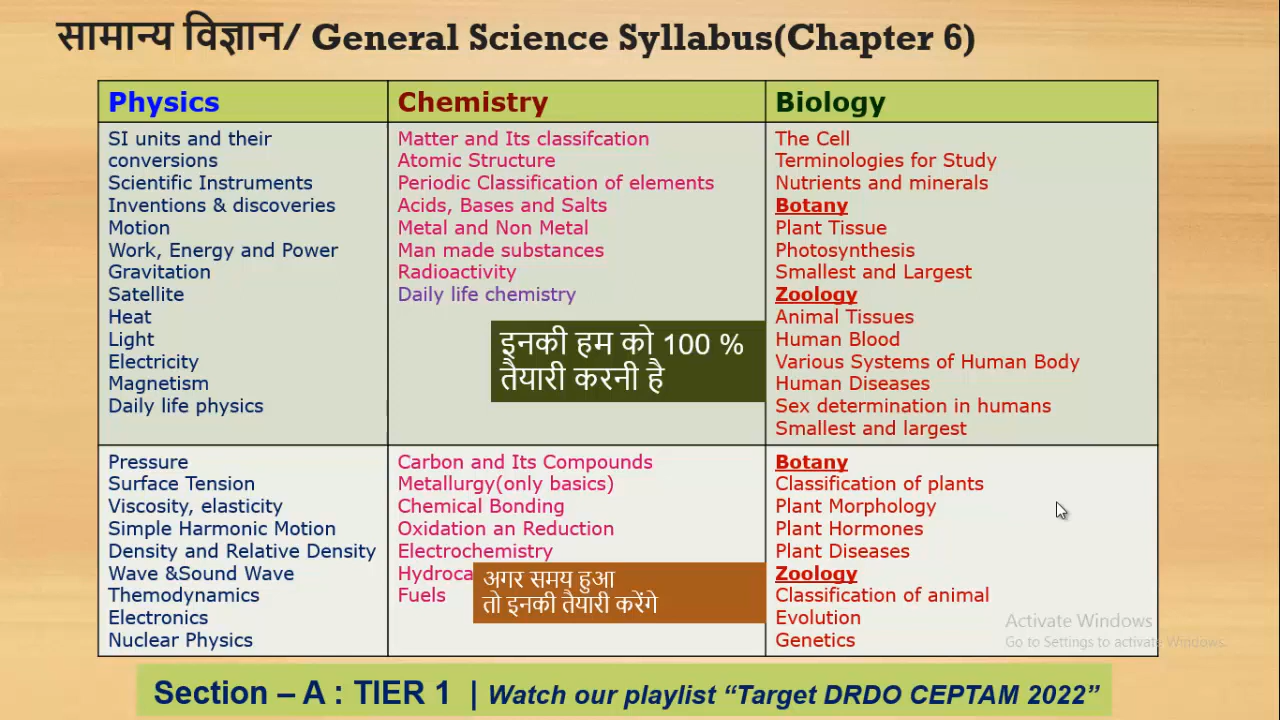 सामान्य विज्ञान/ General Science Syllabus(Chapter 6)
Physics
SI units and their
conversions
Scientific Instruments
Inventions & discoveries
Motion
Work, Energy and Power
Gravitation
Satellite
Heat
Light
Electricity
Magnetism
Daily life physics
Chemistry
Matter and Its classifcation
Atomic Structure
Periodic Classification of elements
Acids, Bases and Salts
Metal and Non Metal
Man made substances
Radioactivity
Daily life chemistry
इनकी हम को 100 %
तैयारी करनी है
Biology
The Cell
Terminologies for Study
Nutrients and minerals
Botany
Plant Tissue
Photosynthesis
Smallest and Largest
Zoology
Animal Tissues
Human Blood
Various Systems of Human Body
Human Diseases
Sex determination in humans
Smallest and largest
Pressure
Surface Tension
Viscosity, elasticity
Simple Harmonic Motion
Density and Relative Density
Wave &Sound Wave
Themodynamics
Electronics
Nuclear Physics
Carbon and Its Compounds
Metallurgy(only basics)
Chemical Bonding
Oxidation an Reduction
Electrochemistry
Hydroca
Fuels
अगर समय हुआ
तो इनकी तैयारी करेंगे
Botany
Classification of plants
Plant Morphology
Plant Hormones
Plant Diseases
Zoology
Classification of animal
Evolution
Genetics
Activate Windows
Go to Settings to activate Windows.
Section – A : TIER 1 | Watch our playlist “Target DRDO CEPTAM 2022”